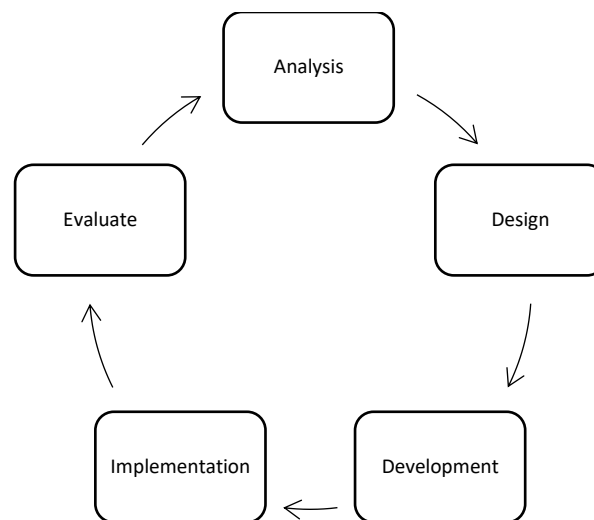 Analysis
Design
Development
Implementation
Evaluate